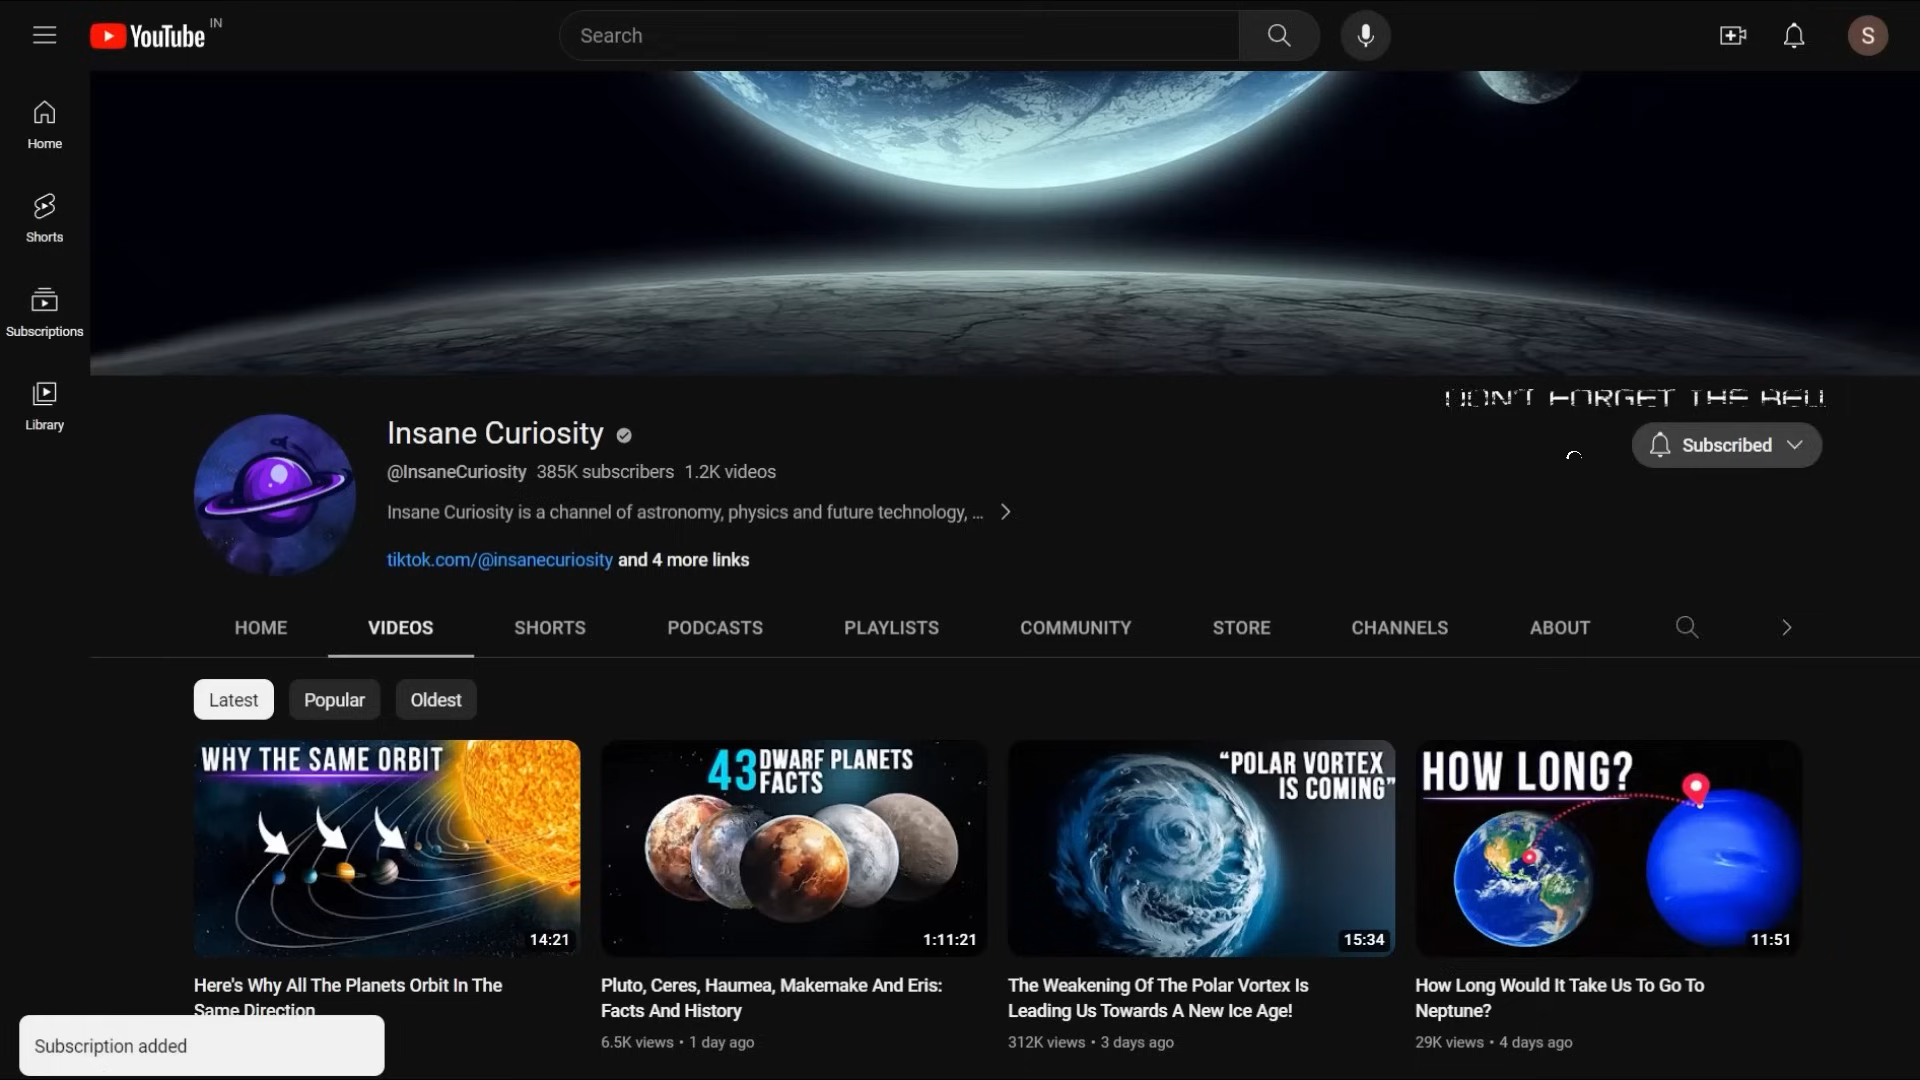 YouTube IN
Search
S
Home
Shorts
Subscriptions
Library
DON'T FORGET THE BELL
Insane Curiosity
Subscribed
@InsaneCuriosity 385K subscribers 1.2K videos
Insane Curiosity is a channel of astronomy, physics and future technology, ...
tiktok.com/@insanecuriosity and 4 more links
HOME VIDEOS SHORTS PODCASTS PLAYLISTS COMMUNITY STORE CHANNELS ABOUT
Latest Popular Oldest
WHY THE SAME ORBIT
14:21
43 DWARF PLANETS
FACTS
1:11:21
“POLAR VORTEX
IS COMING”
15:34
HOW LONG?
11:51
Here's Why All The Planets Orbit In The
Same Direction
Pluto, Ceres, Haumea, Makemake And Eris:
Facts And History
6.5K views • 1 day ago
The Weakening Of The Polar Vortex Is
Leading Us Towards A New Ice Age!
312K views • 3 days ago
How Long Would It Take Us To Go To
Neptune?
29K views • 4 days ago
Subscription added